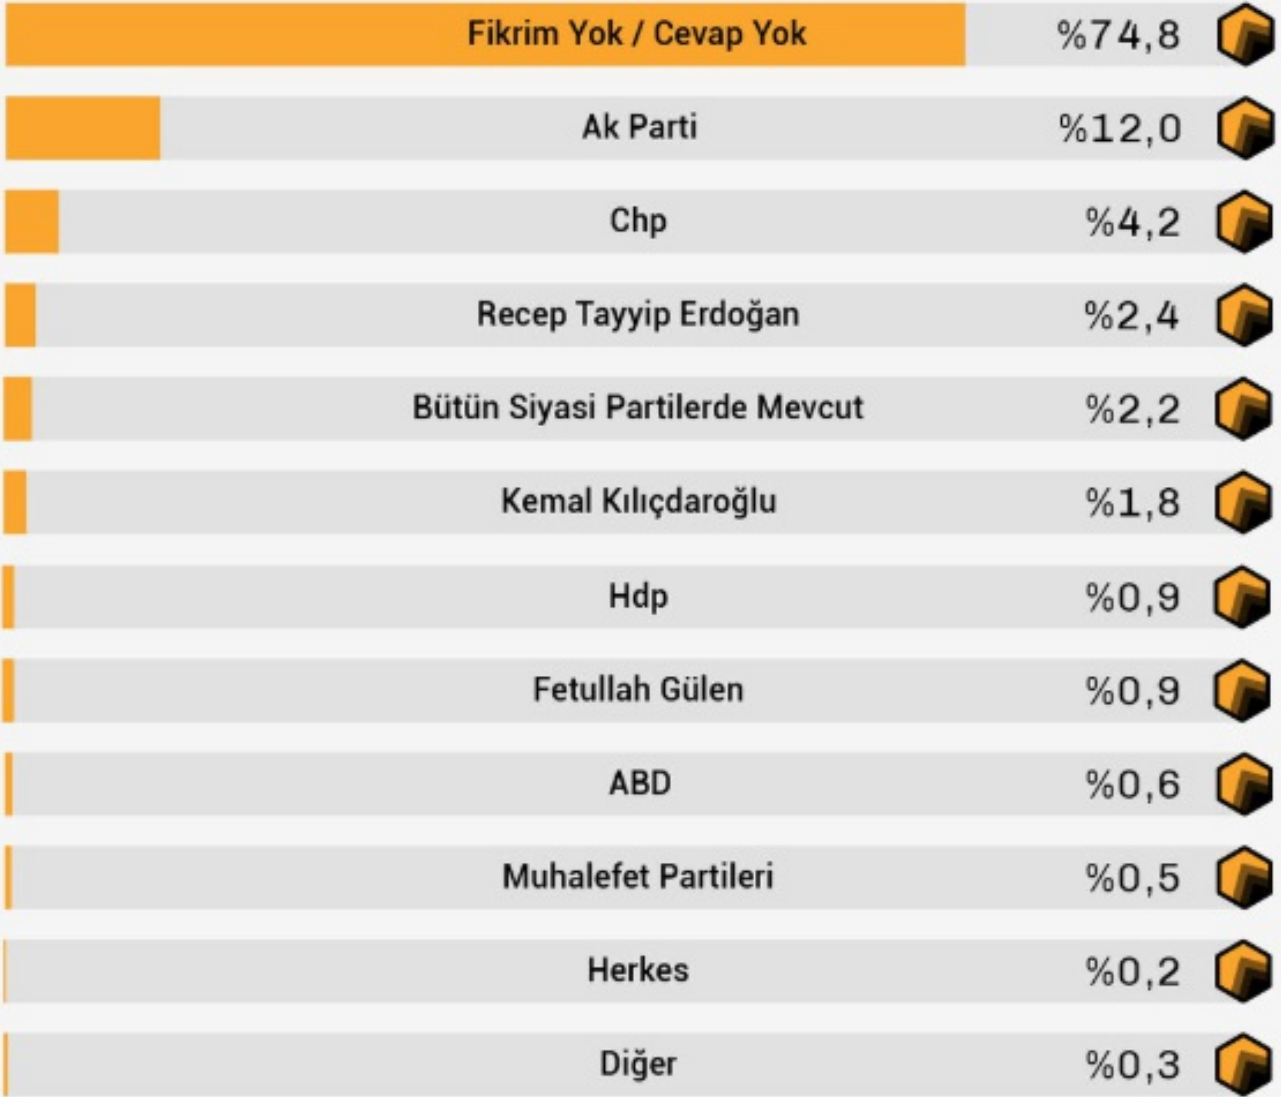 Fikrim Yok / Cevap Yok %74,8
Ak Parti %12,0
Chp %4,2
Recep Tayyip Erdoğan %2,4
Bütün Siyasi Partilerde Mevcut %2,2
Kemal Kılıçdaroğlu %1,8
Hdp %0,9
Fetullah Gülen %0,9
ABD %0,6
Muhalefet Partileri %0,5
Herkes %0,2
Diğer %0,3